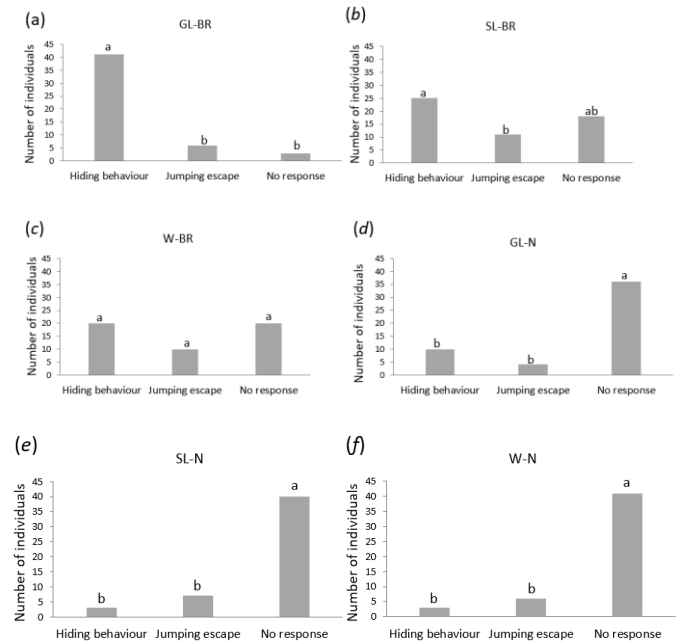 (a)
GL-BR
Number of individuals
45
40
35
30
25
20
15
10
5
0
a
b
b
Hiding behaviour Jumping escape No response
(b)
SL-BR
Number of individuals
45
40
35
30
25
20
15
10
5
0
a
b
ab
Hiding behaviour Jumping escape No response
(c)
W-BR
Number of individuals
45
40
35
30
25
20
15
10
5
0
a
a
a
Hiding behaviour Jumping escape No response
(d)
GL-N
Number of individuals
45
40
35
30
25
20
15
10
5
0
b
b
a
Hiding behaviour Jumping escape No response
(e)
SL-N
Number of individuals
45
40
35
30
25
20
15
10
5
0
b
b
a
Hiding behaviour Jumping escape No response
(f)
W-N
Number of individuals
45
40
35
30
25
20
15
10
5
0
b
b
a
Hiding behaviour Jumping escape No response